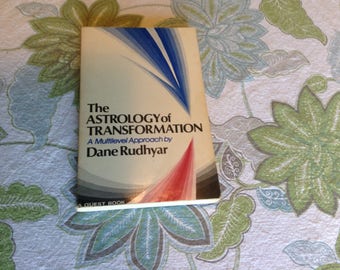 The
ASTROLOGY of
TRANSFORMATION
A Multilevel Approach by
Dane Rudhyar
A QUEST BOOK